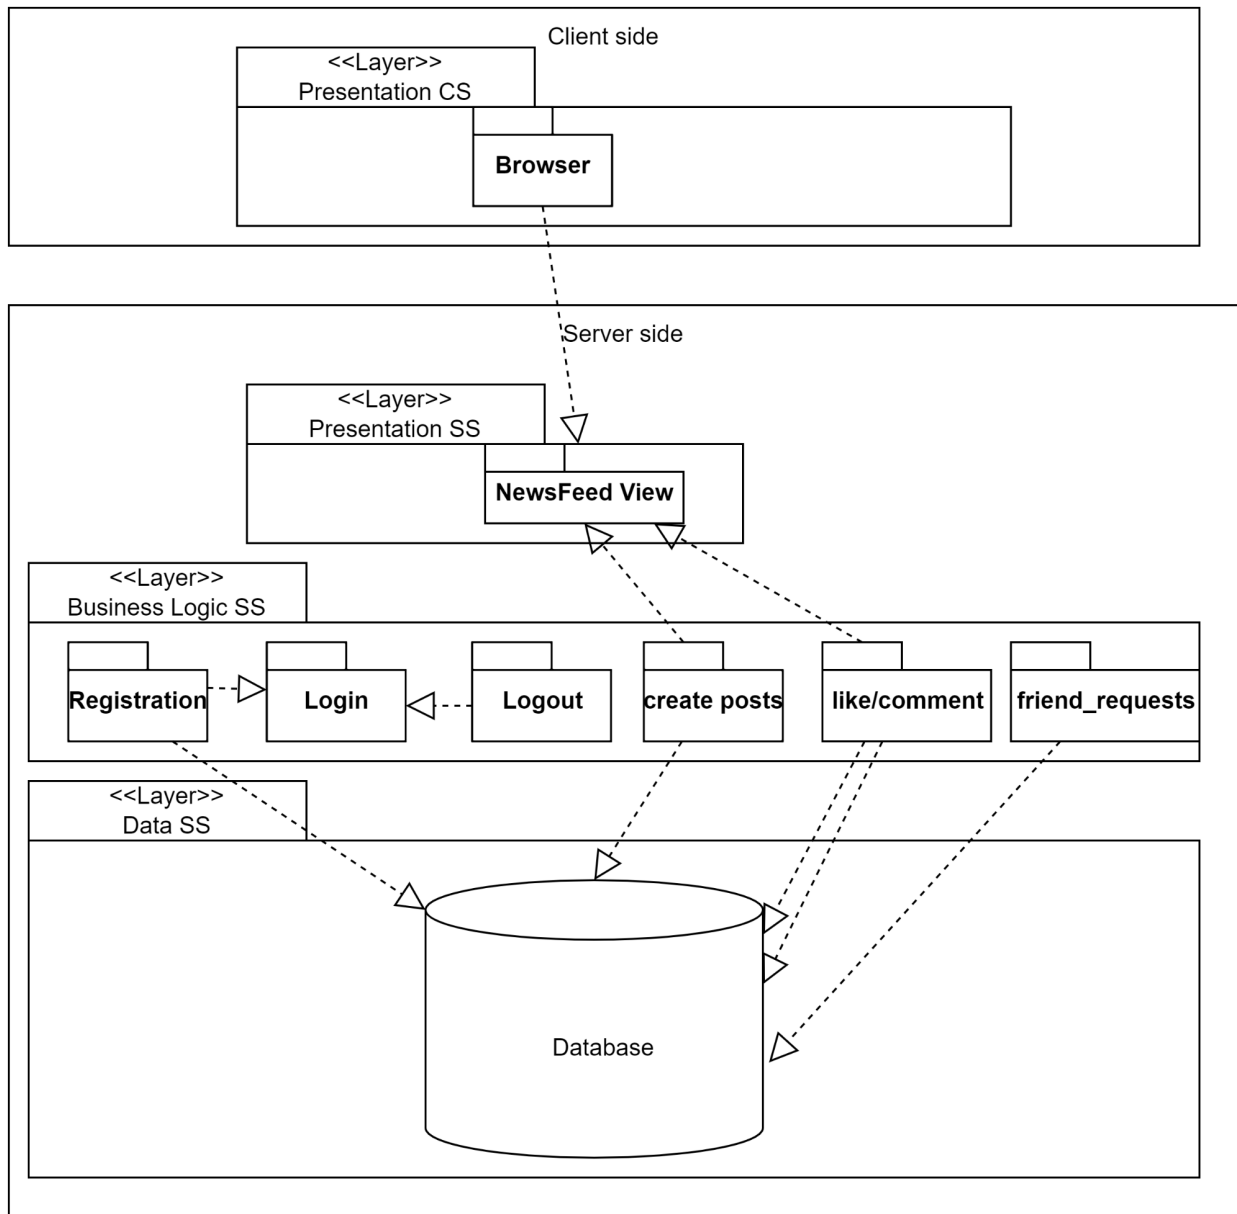 Client side
<<Layer>>
Presentation CS
Browser
Server side
<<Layer>>
Presentation SS
NewsFeed View
<<Layer>>
Business Logic SS
Registration
Login
Logout
create posts
like/comment
friend_requests
<<Layer>>
Data SS
Database